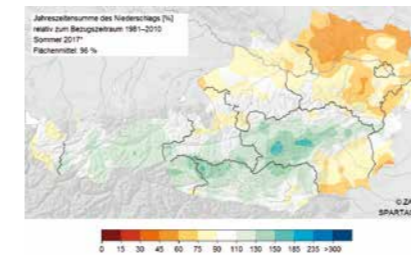 Jahreszeitensumme des Niederschlags [%]
relativ zum Bezugszeitraum 1981–2010
Sommer 2017*
Flächenmittel: 96 %
© ZA
SPARTA
0 15 30 45 60 75 90 110 130 150 185 235 >300